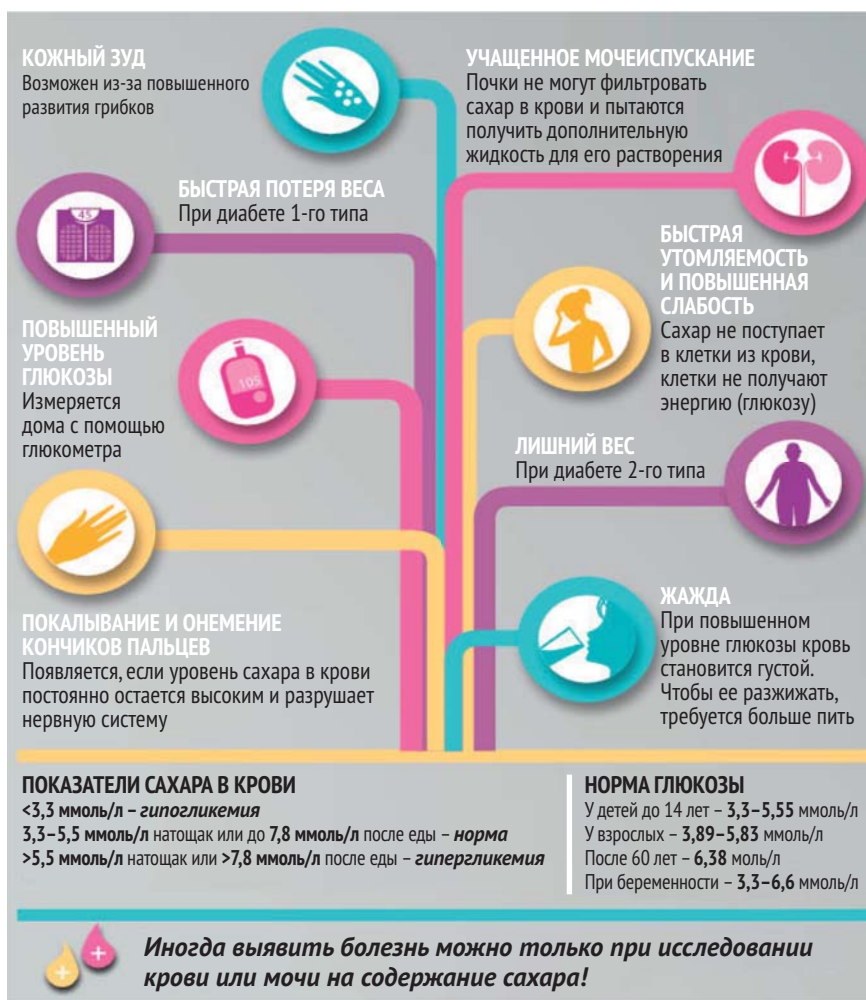 КОЖНЫЙ ЗУД
Возможен из-за повышенного
развития грибков
УЧАЩЕННОЕ МОЧЕИСПУСКАНИЕ
Почки не могут фильтровать
сахар в крови и пытаются
получить дополнительную
жидкость для его растворения
БЫСТРАЯ ПОТЕРЯ ВЕСА
При диабете 1-го типа
45
БЫСТРАЯ
УТОМЛЯЕМОСТЬ
И ПОВЫШЕННАЯ
СЛАБОСТЬ
Сахар не поступает
в клетки из крови,
клетки не получают
энергию (глюкозу)
ПОВЫШЕННЫЙ
УРОВЕНЬ
ГЛЮКОЗЫ
Измеряется
дома с помощью
глюкометра
105
ЛИШНИЙ ВЕС
При диабете 2-го типа
ПОКАЛЫВАНИЕ И ОНЕМЕНИЕ
КОНЧИКОВ ПАЛЬЦЕВ
Появляется, если уровень сахара в крови
постоянно остается высоким и разрушает
нервную систему
ЖАЖДА
При повышенном
уровне глюкозы кровь
становится густой.
Чтобы ее разжижать,
требуется больше пить
ПОКАЗАТЕЛИ САХАРА В КРОВИ
<3,3 ммоль/л – гипогликемия
3,3–5,5 ммоль/л натощак или до 7,8 ммоль/л после еды – норма
>5,5 ммоль/л натощак или >7,8 ммоль/л после еды – гипергликемия
НОРМА ГЛЮКОЗЫ
У детей до 14 лет – 3,3–5,55 ммоль/л
У взрослых – 3,89–5,83 ммоль/л
После 60 лет – 6,38 моль/л
При беременности – 3,3–6,6 ммоль/л
Иногда выявить болезнь можно только при исследовании
крови или мочи на содержание сахара!